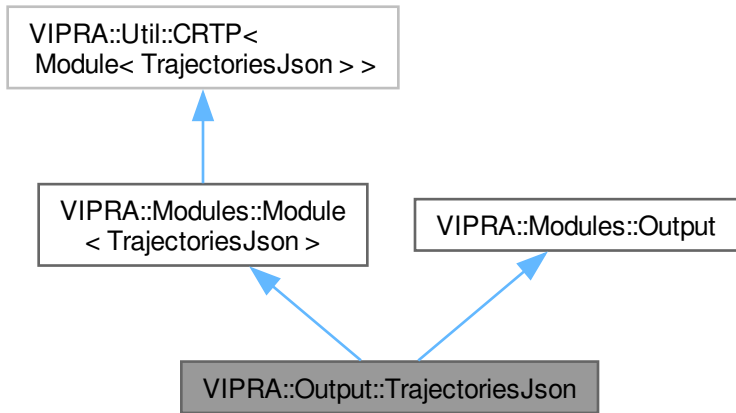 VIPRA::Util::CRTP<
Module< TrajectoriesJson > >
VIPRA::Modules::Module
< TrajectoriesJson >
VIPRA::Modules::Output
VIPRA::Output::TrajectoriesJson